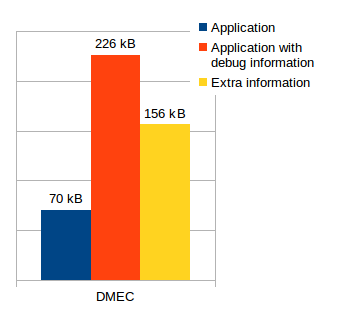 Application
Application with
debug information
Extra information
226 kB
156 kB
70 kB
DMEC